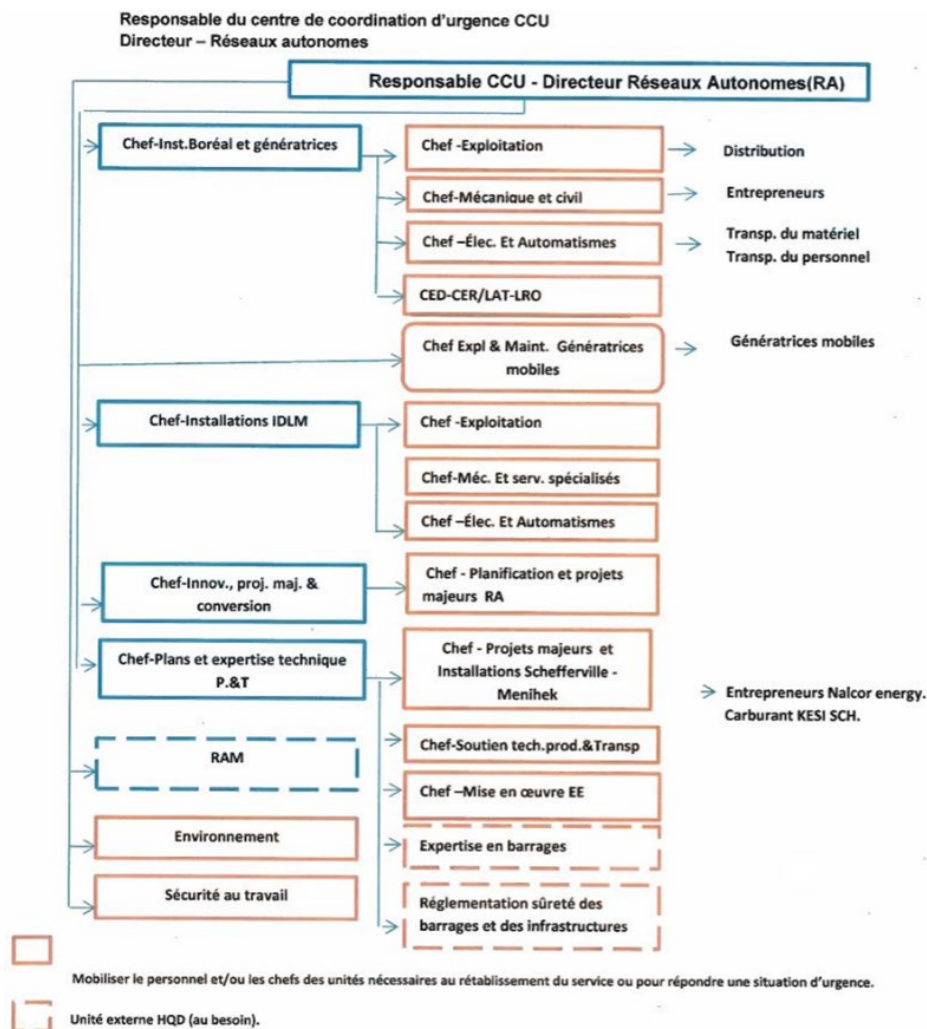 Responsable du centre de coordination d'urgence CCU
Directeur – Réseaux autonomes
Responsable CCU - Directeur Réseaux Autonomes(RA)
Chef-Inst.Boréal et génératrices
Chef -Exploitation
Distribution
Chef-Mécanique et civil
Entrepreneurs
Chef –Élec. Et Automatismes
Transp. du matériel
Transp. du personnel
CED-CER/LAT-LRO
Chef Expl & Maint. Génératrices
mobiles
Génératrices mobiles
Chef-Installations IDLM
Chef -Exploitation
Chef-Méc. Et serv. spécialisés
Chef –Élec. Et Automatismes
Chef-Innov., proj. maj. &
conversion
Chef - Planification et projets
majeurs RA
Chef-Plans et expertise technique
P.&T
Chef - Projets majeurs et
Installations Schefferville -
Menihek
Entrepreneurs Nalcor energy.
Carburant KESI SCH.
RAM
Chef-Soutien tech.prod.&Transp
Chef –Mise en œuvre EE
Environnement
Expertise en barrages
Sécurité au travail
Réglementation sûreté des
barrages et des infrastructures
Mobiliser le personnel et/ou les chefs des unités nécessaires au rétablissement du service ou pour répondre une situation d'urgence.
Unité externe HQD (au besoin).